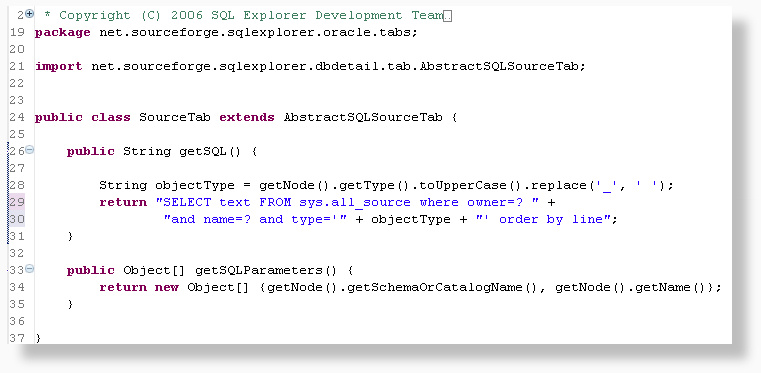 2 * Copyright (C) 2006 SQL Explorer Development Team
19 package net.sourceforge.sqlexplorer.oracle.tabs;
20
21 import net.sourceforge.sqlexplorer.dbdetail.tab.AbstractSQLSourceTab;
22
23
24 public class SourceTab extends AbstractSQLSourceTab {
25
26     public String getSQL() {
27
28         String objectType = getNode().getType().toUpperCase().replace('_', ' ');
29         return "SELECT text FROM sys.all_source where owner=? " +
30                 "and name=? and type='" + objectType + "' order by line";
31     }
32
33     public Object[] getSQLParameters() {
34         return new Object[] {getNode().getSchemaOrCatalogName(), getNode().getName()};
35     }
36
37 }